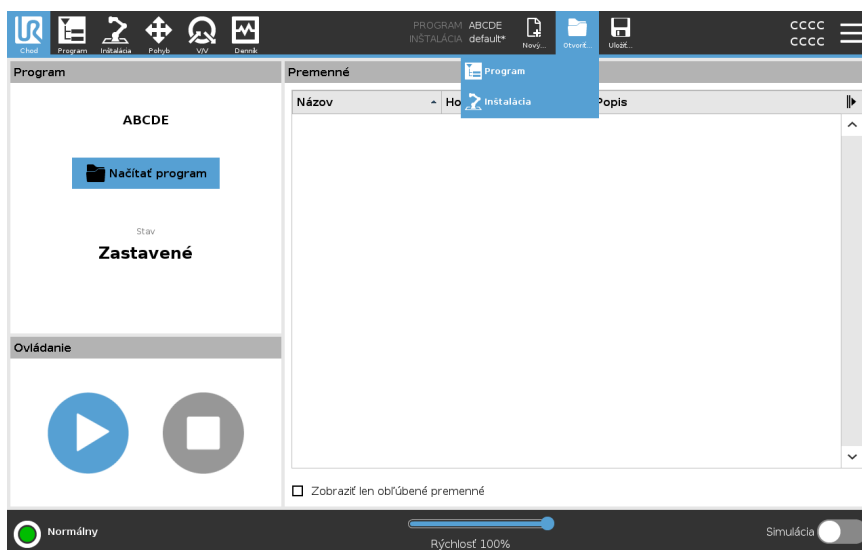 UR
Chod Program Inštalácia Pohyb V/V Denník
PROGRAM ABCDE
INŠTALÁCIA default*
Nový... Otvoriť... Uložiť...
CCCC
CCCC
Program
Premenné
Program
Inštalácia
Názov Ho Popis
ABCDE
Načítať program
Stav
Zastavené
Ovládanie
Zobraziť len obľúbené premenné
Normálny
Rýchlosť 100%
Simulácia